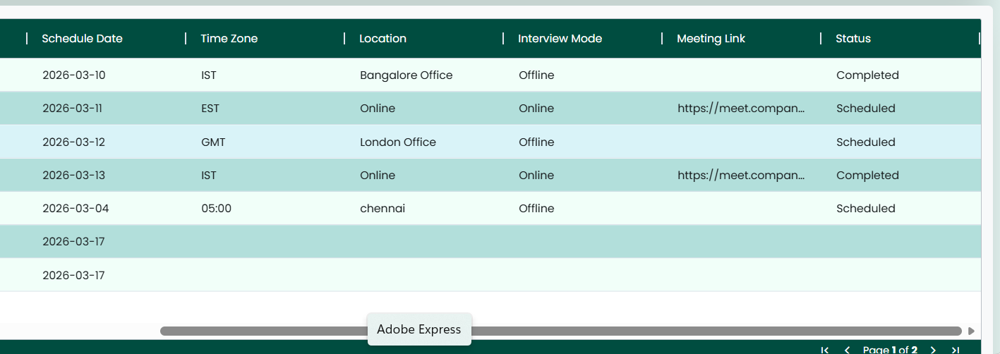 Schedule Date Time Zone Location Interview Mode Meeting Link Status
2026-03-10 IST Bangalore Office Offline Completed
2026-03-11 EST Online Online https://meet.compan... Scheduled
2026-03-12 GMT London Office Offline Scheduled
2026-03-13 IST Online Online https://meet.compan... Completed
2026-03-04 05:00 chennai Offline Scheduled
2026-03-17
2026-03-17
Adobe Express
Page 1 of 2